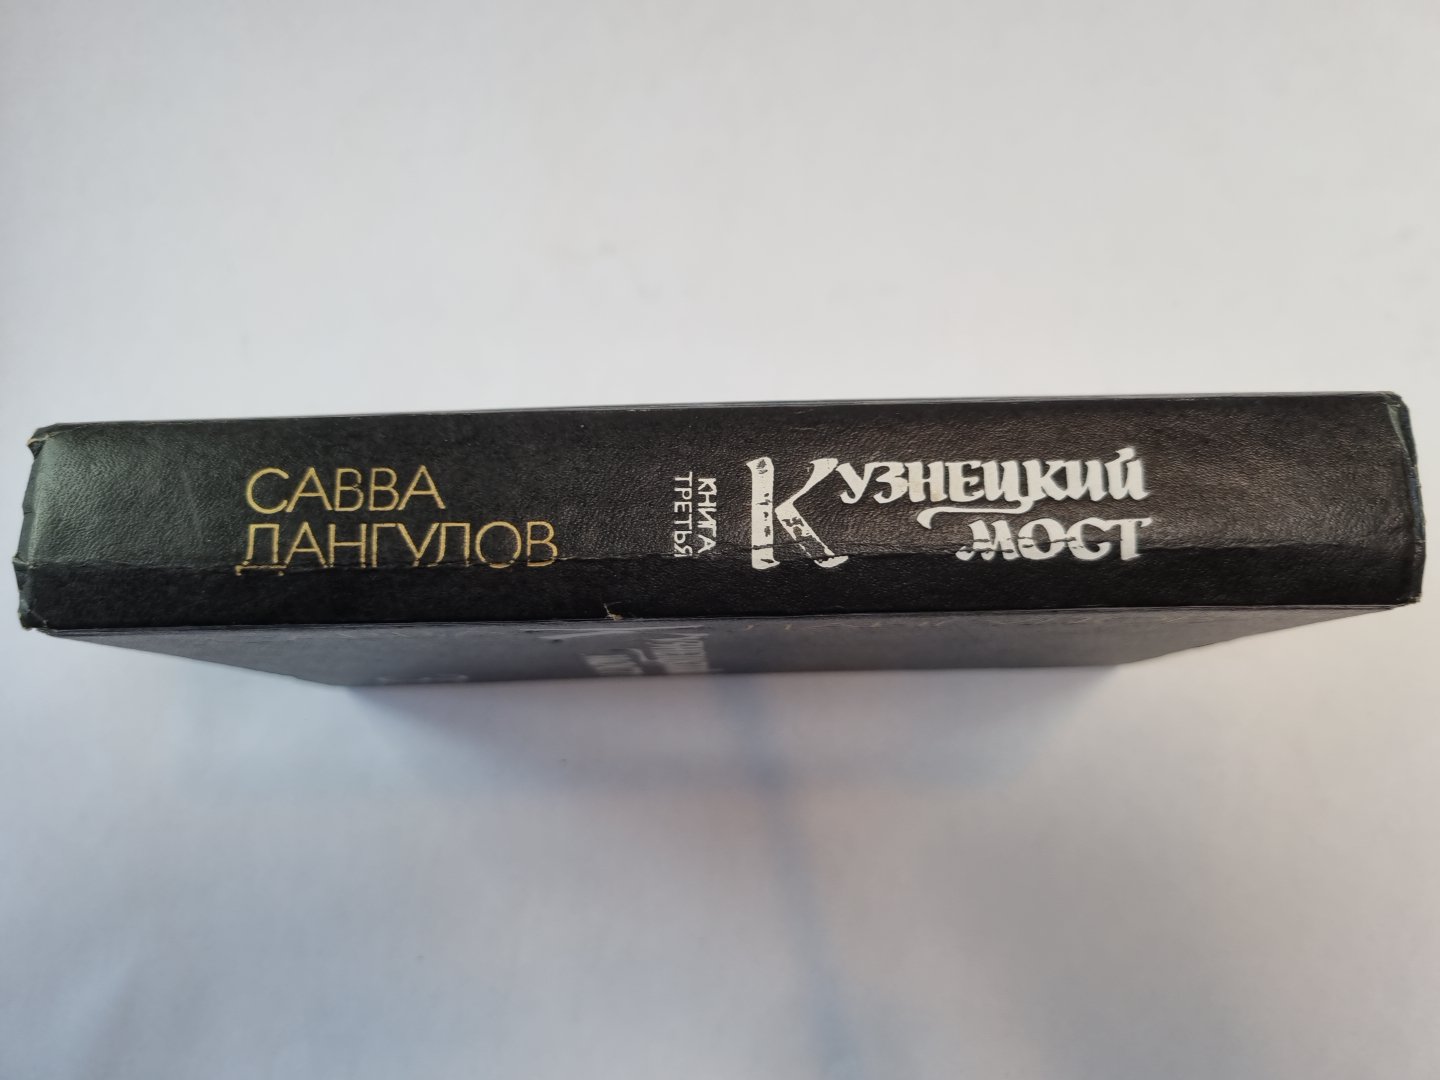 САВВА
ДАНГУЛОВ
КНИГА
ТРЕТЬЯ
КУЗНЕЦКИЙ
МОСТ